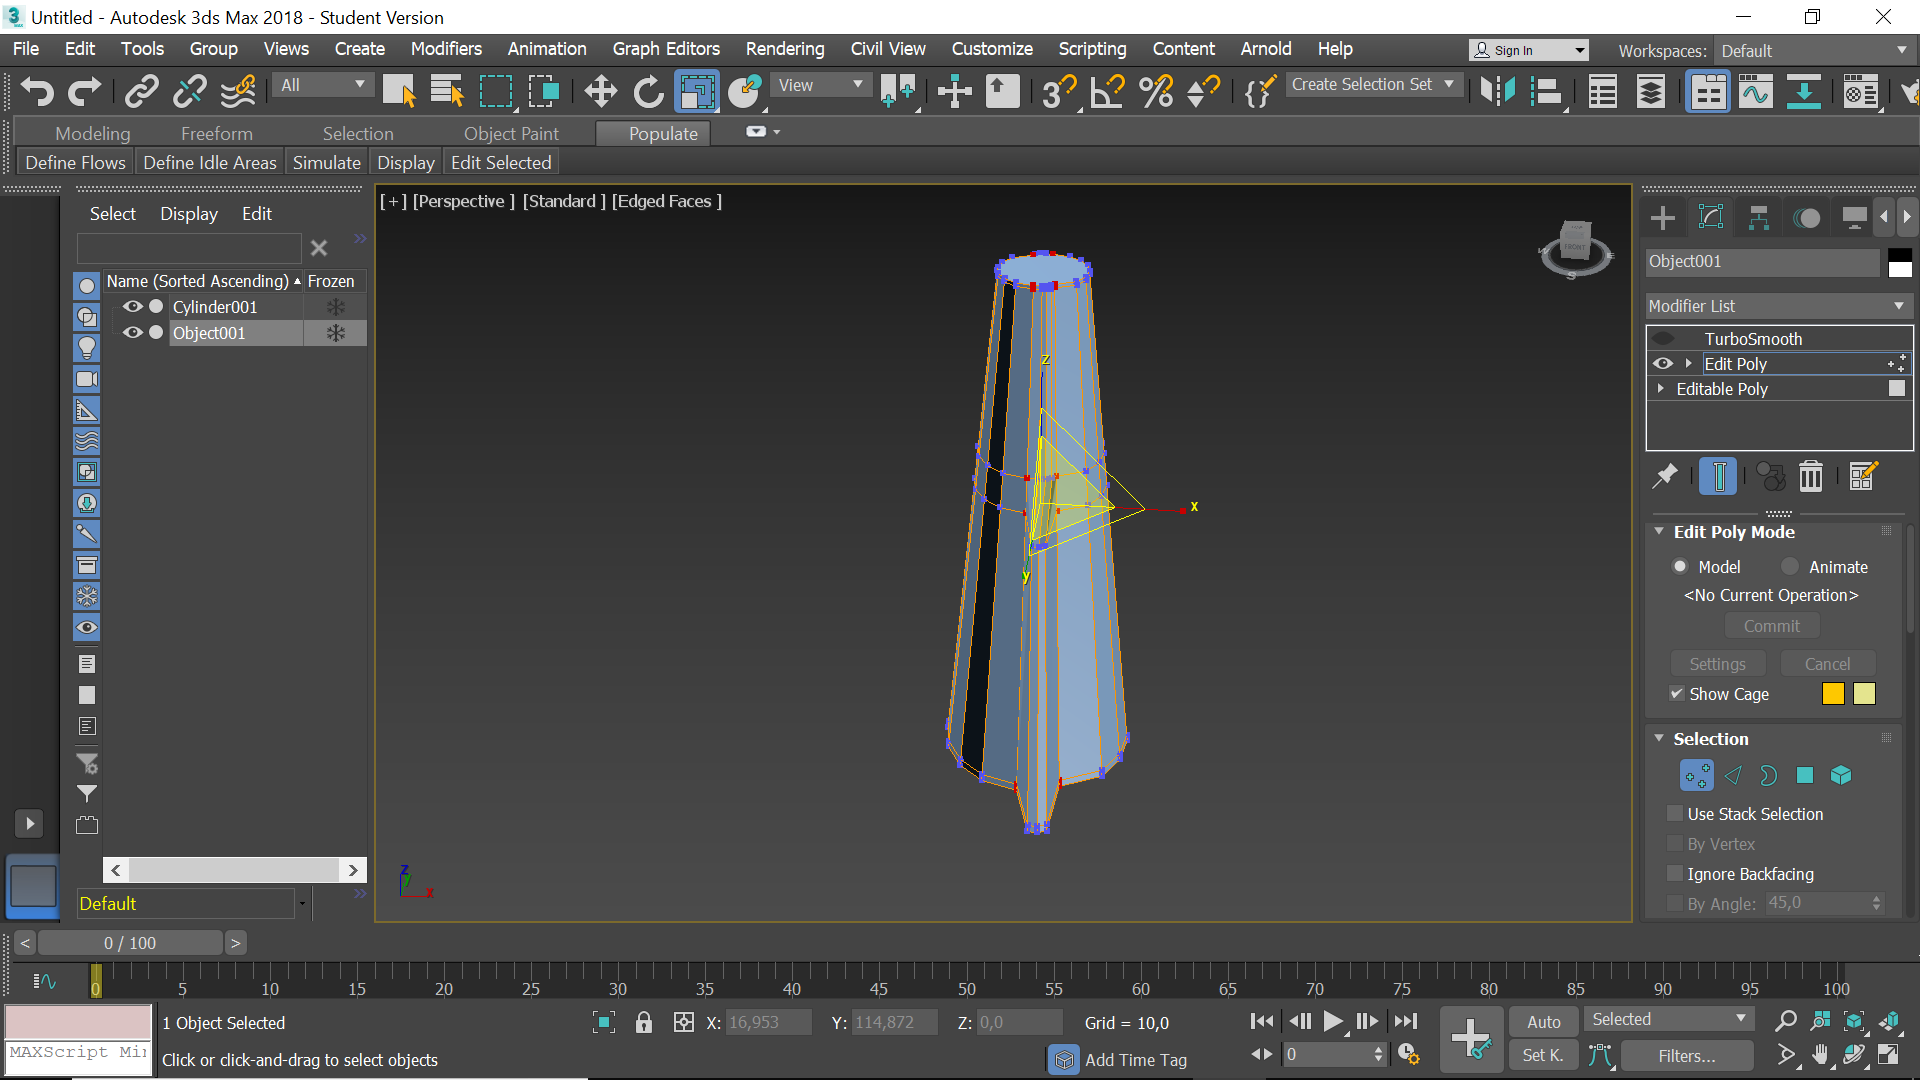 Untitled - Autodesk 3ds Max 2018 - Student Version
File Edit Tools Group Views Create Modifiers Animation Graph Editors Rendering Civil View Customize Scripting Content Arnold Help
Sign In
Workspaces: Default
All
View
3
Create Selection Set
Modeling Freeform Selection Object Paint Populate
Define Flows Define Idle Areas Simulate Display Edit Selected
Select Display Edit
Name (Sorted Ascending) Frozen
Cylinder001
Object001
Default
[ + ] [Perspective ] [Standard ] [Edged Faces ]
FRONT
S
z
x
y
z
y
x
Object001
Modifier List
TurboSmooth
Edit Poly
Editable Poly
Edit Poly Mode
Model Animate
<No Current Operation>
Commit
Settings Cancel
Show Cage
Selection
Use Stack Selection
By Vertex
Ignore Backfacing
By Angle: 45,0
< 0 / 100 >
0 5 10 15 20 25 30 35 40 45 50 55 60 65 70 75 80 85 90 95 100
1 Object Selected
X: 16,953 Y: 114,872 Z: 0,0 Grid = 10,0
Auto Selected
MAXScript Mi
Click or click-and-drag to select objects
Add Time Tag
0
Set K. Filters...